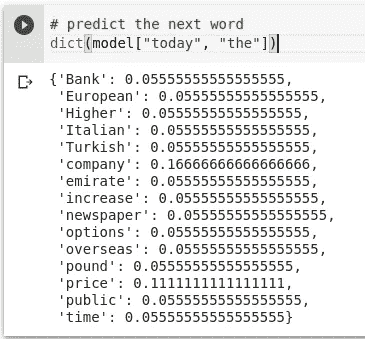 # predict the next word
dict(model["today", "the"])
{'Bank': 0.05555555555555555,
'European': 0.05555555555555555,
'Higher': 0.05555555555555555,
'Italian': 0.05555555555555555,
'Turkish': 0.05555555555555555,
'company': 0.16666666666666666,
'emirate': 0.05555555555555555,
'increase': 0.05555555555555555,
'newspaper': 0.05555555555555555,
'options': 0.05555555555555555,
'overseas': 0.05555555555555555,
'pound': 0.05555555555555555,
'price': 0.1111111111111111,
'public': 0.05555555555555555,
'time': 0.05555555555555555}